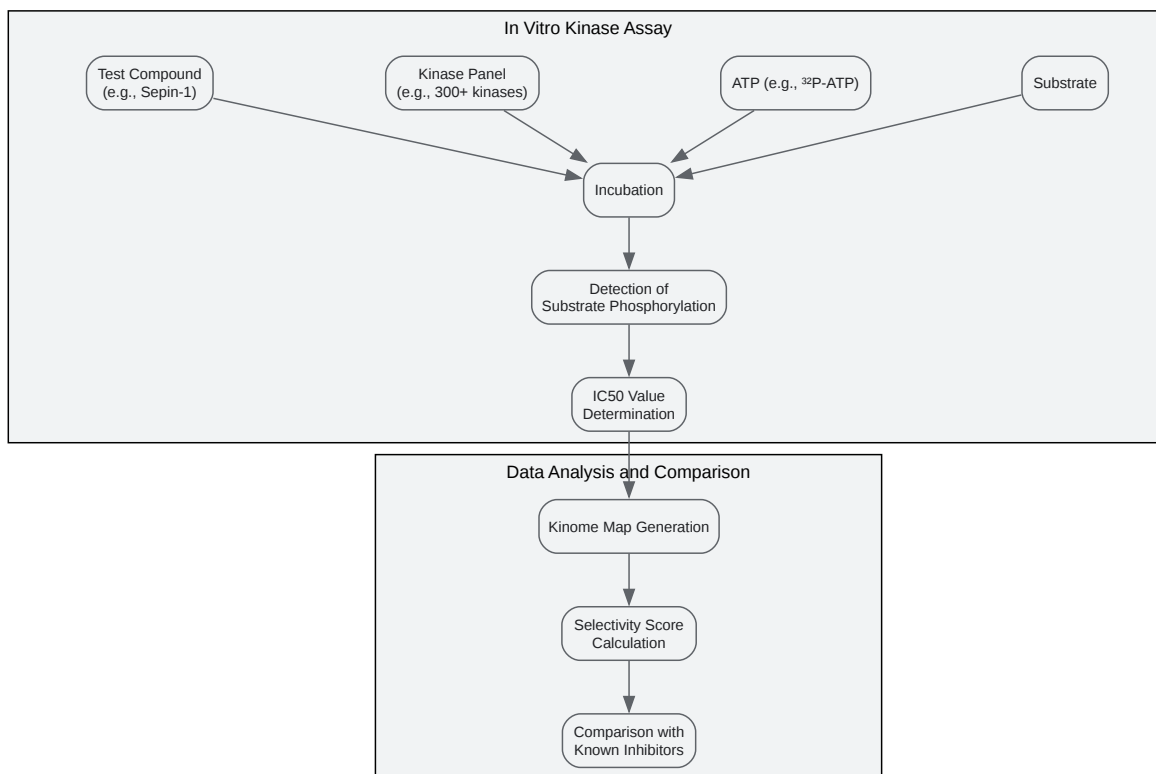 In Vitro Kinase Assay
Test Compound
(e.g., Sepin-1)
Kinase Panel
(e.g., 300+ kinases)
ATP (e.g., ³²P-ATP)
Substrate
Incubation
Detection of
Substrate Phosphorylation
IC50 Value
Determination
Data Analysis and Comparison
Kinome Map Generation
Selectivity Score
Calculation
Comparison with
Known Inhibitors